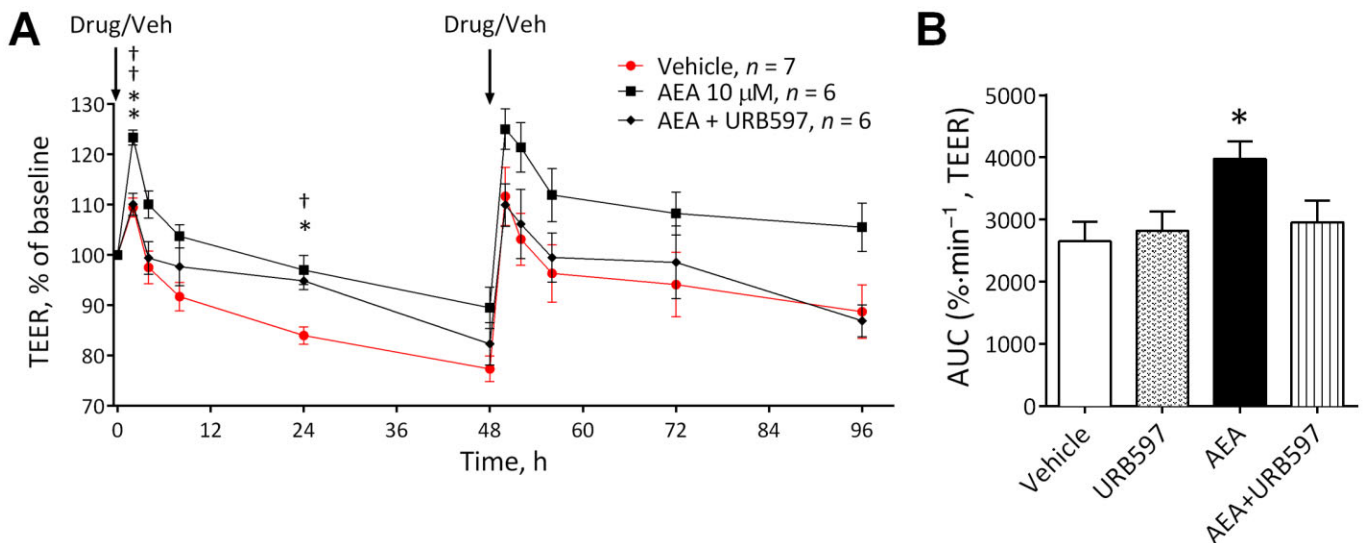 A
Drug/Veh
Drug/Veh
†
†
*
*
†
*
Vehicle, n = 7
AEA 10 μM, n = 6
AEA + URB597, n = 6
TEER, % of baseline
130
120
110
100
90
80
70
0 12 24 36 48 60 72 84 96
Time, h
B
AUC (%·min⁻¹ , TEER)
5000
4000
3000
2000
1000
0
*
Vehicle
URB597
AEA
AEA+URB597